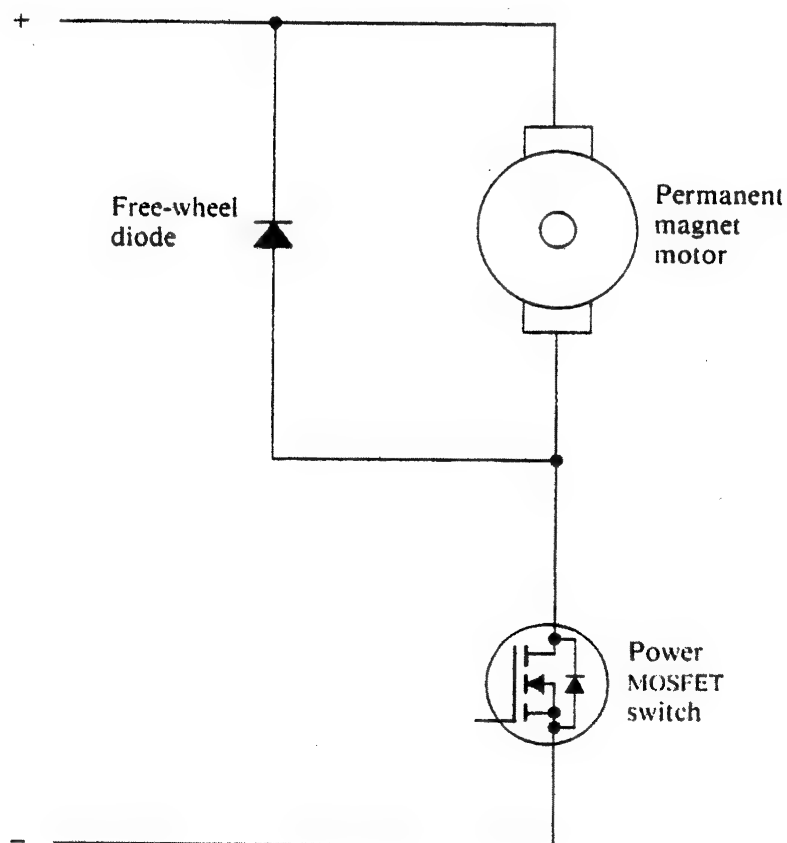 +
Free-wheel
diode
Permanent
magnet
motor
Power
MOSFET
switch
–